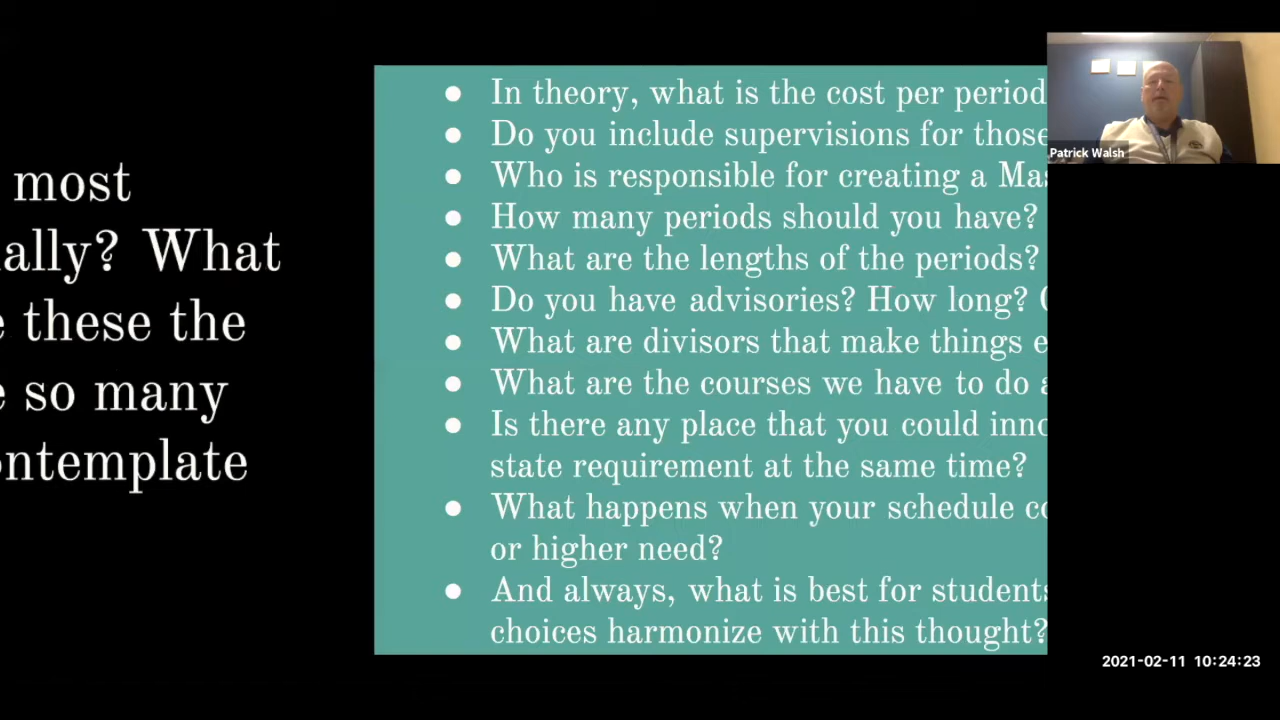 most
ally? What
these the
so many
ntemplate
In theory, what is the cost per period
Do you include supervisions for those
Who is responsible for creating a Mas
How many periods should you have?
What are the lengths of the periods?
Do you have advisories? How long?
What are divisors that make things e
What are the courses we have to do a
Is there any place that you could inno
state requirement at the same time?
What happens when your schedule co
or higher need?
And always, what is best for students
choices harmonize with this thought?
Patrick Walsh
2021-02-11 10:24:23